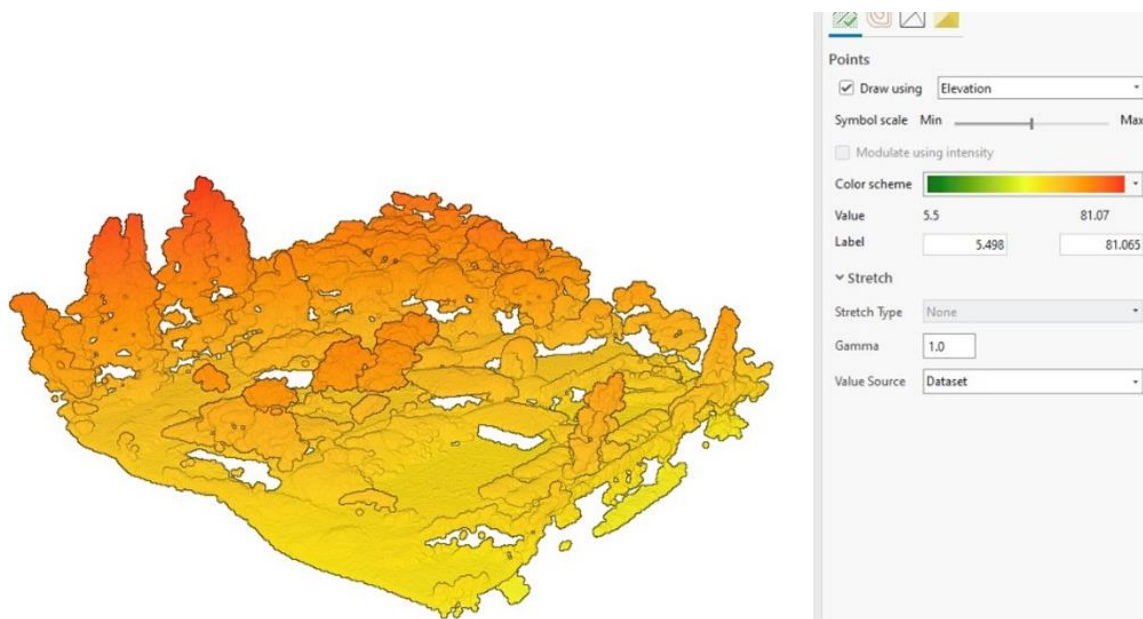 Points
Draw using Elevation
Symbol scale Min Max
Modulate using intensity
Color scheme
Value 5.5 81.07
Label 5.498 81.065
Stretch
Stretch Type None
Gamma 1.0
Value Source Dataset